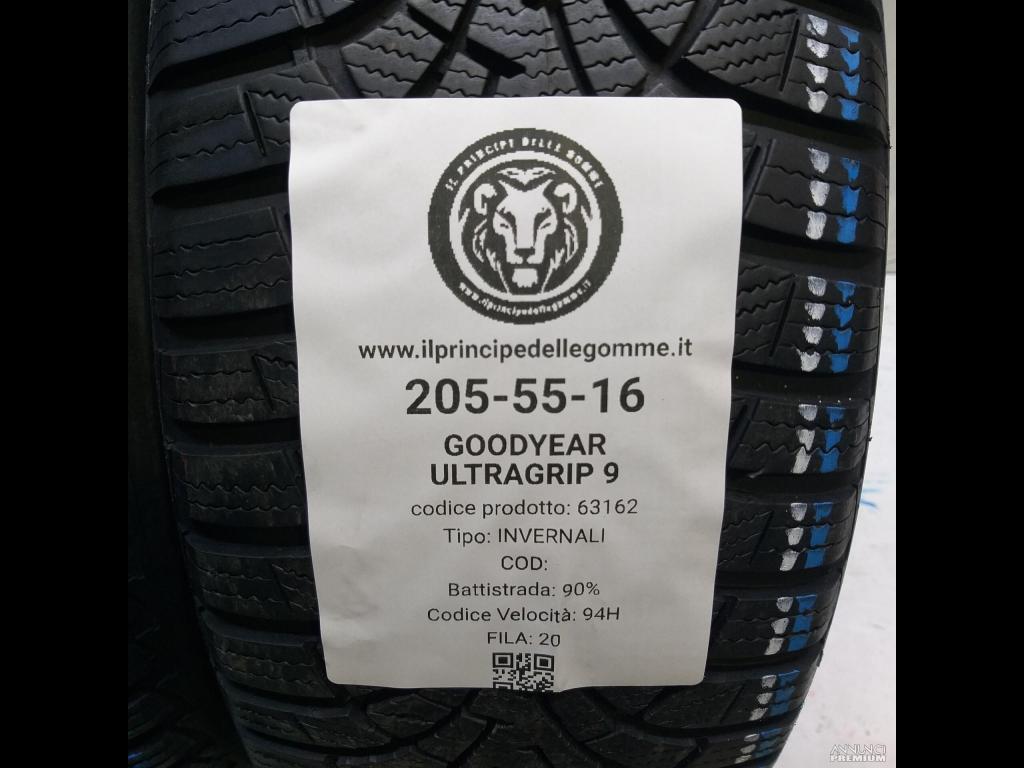 IL PRINCIPE DELLE GOMME
www.ilprincipedellegomme.it
www.ilprincipedellegomme.it
205-55-16
GOODYEAR
ULTRAGRIP 9
codice prodotto: 63162
Tipo: INVERNALI
COD:
Battistrada: 90%
Codice Velocità: 94H
FILA: 20
ANNUNCI
PREMIUM